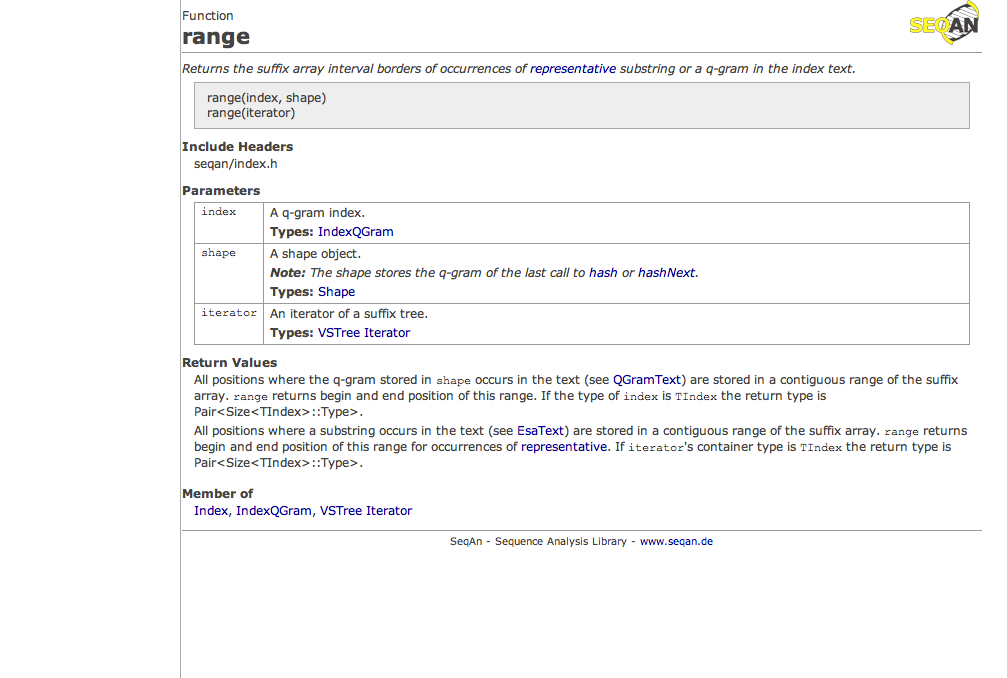 Function
SEQAN
range
Returns the suffix array interval borders of occurrences of representative substring or a q-gram in the index text.
range(index, shape)
range(iterator)
Include Headers
seqan/index.h
Parameters
index A q-gram index.
Types: IndexQGram
shape A shape object.
Note: The shape stores the q-gram of the last call to hash or hashNext.
Types: Shape
iterator An iterator of a suffix tree.
Types: VSTree Iterator
Return Values
All positions where the q-gram stored in shape occurs in the text (see QGramText) are stored in a contiguous range of the suffix
array. range returns begin and end position of this range. If the type of index is TIndex the return type is
Pair<Size<TIndex>::Type>.
All positions where a substring occurs in the text (see EsaText) are stored in a contiguous range of the suffix array. range returns
begin and end position of this range for occurrences of representative. If iterator's container type is TIndex the return type is
Pair<Size<TIndex>::Type>.
Member of
Index, IndexQGram, VSTree Iterator
SeqAn - Sequence Analysis Library - www.seqan.de